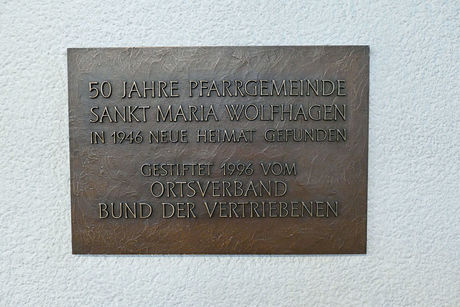 50 JAHRE PFARRGEMEINDE
SANKT MARIA WOLFHAGEN
IN 1946 NEUE HEIMAT GEFUNDEN
GESTIFTET 1996 VOM
ORTSVERBAND
BUND DER VERTRIEBENEN